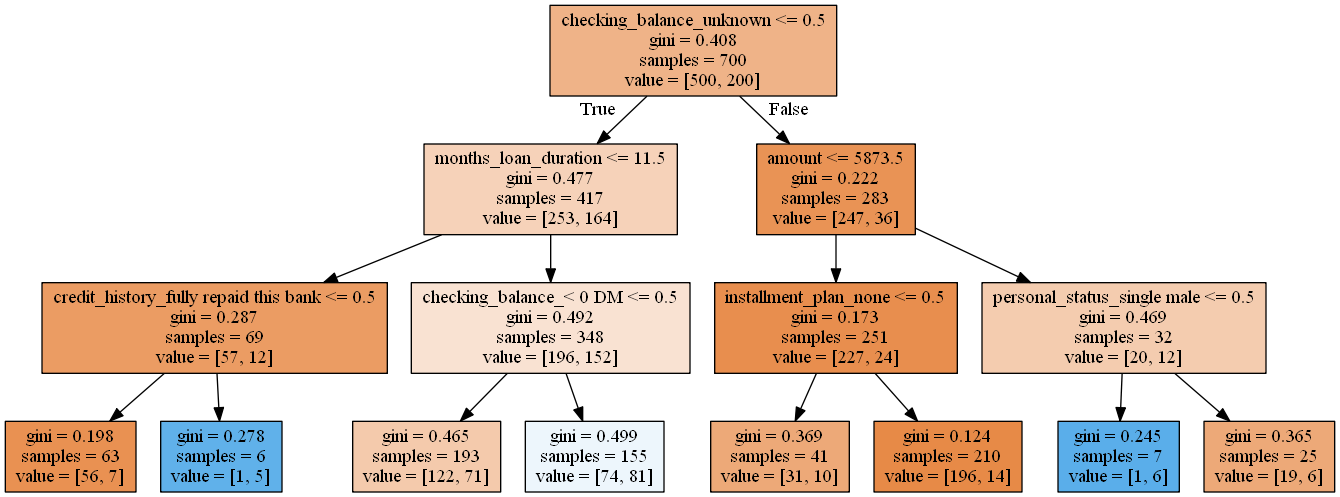 checking_balance_unknown <= 0.5
gini = 0.408
samples = 700
value = [500, 200]
True
False
months_loan_duration <= 11.5
gini = 0.477
samples = 417
value = [253, 164]
amount <= 5873.5
gini = 0.222
samples = 283
value = [247, 36]
credit_history_fully repaid this bank <= 0.5
gini = 0.287
samples = 69
value = [57, 12]
checking_balance_< 0 DM <= 0.5
gini = 0.492
samples = 348
value = [196, 152]
installment_plan_none <= 0.5
gini = 0.173
samples = 251
value = [227, 24]
personal_status_single male <= 0.5
gini = 0.469
samples = 32
value = [20, 12]
gini = 0.198
samples = 63
value = [56, 7]
gini = 0.278
samples = 6
value = [1, 5]
gini = 0.465
samples = 193
value = [122, 71]
gini = 0.499
samples = 155
value = [74, 81]
gini = 0.369
samples = 41
value = [31, 10]
gini = 0.124
samples = 210
value = [196, 14]
gini = 0.245
samples = 7
value = [1, 6]
gini = 0.365
samples = 25
value = [19, 6]